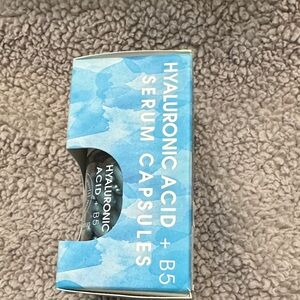 HYALURONIC ACID + B5
SERUM CAPSULES
HYALURONIC
ACID + B5